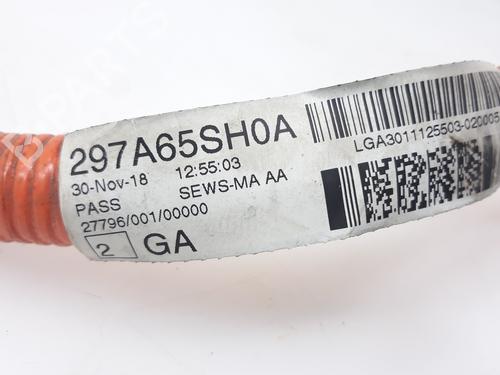 297A65SH0A
30-Nov-18 12:55:03
PASS SEWS-MA AA
27796/001/00000
2 GA
LGA3011125503-020005